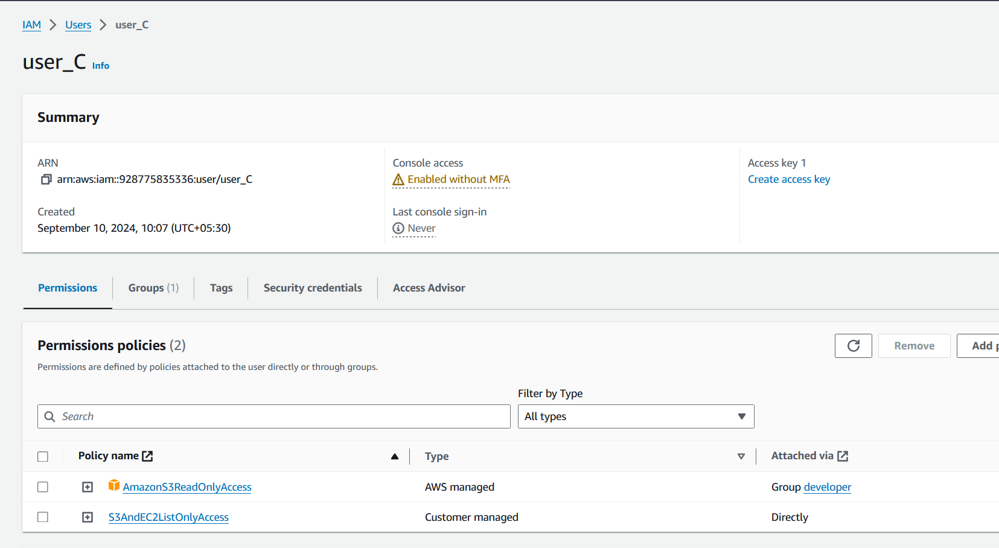 IAM > Users > user_C
user_C Info
Summary
ARN
arn:aws:iam::928775835336:user/user_C
Created
September 10, 2024, 10:07 (UTC+05:30)
Console access
Enabled without MFA
Last console sign-in
Never
Access key 1
Create access key
Permissions Groups (1) Tags Security credentials Access Advisor
Permissions policies (2)
Permissions are defined by policies attached to the user directly or through groups.
Remove Add
Filter by Type
Search All types
Policy name Type Attached via
AmazonS3ReadOnlyAccess AWS managed Group developer
S3AndEC2ListOnlyAccess Customer managed Directly